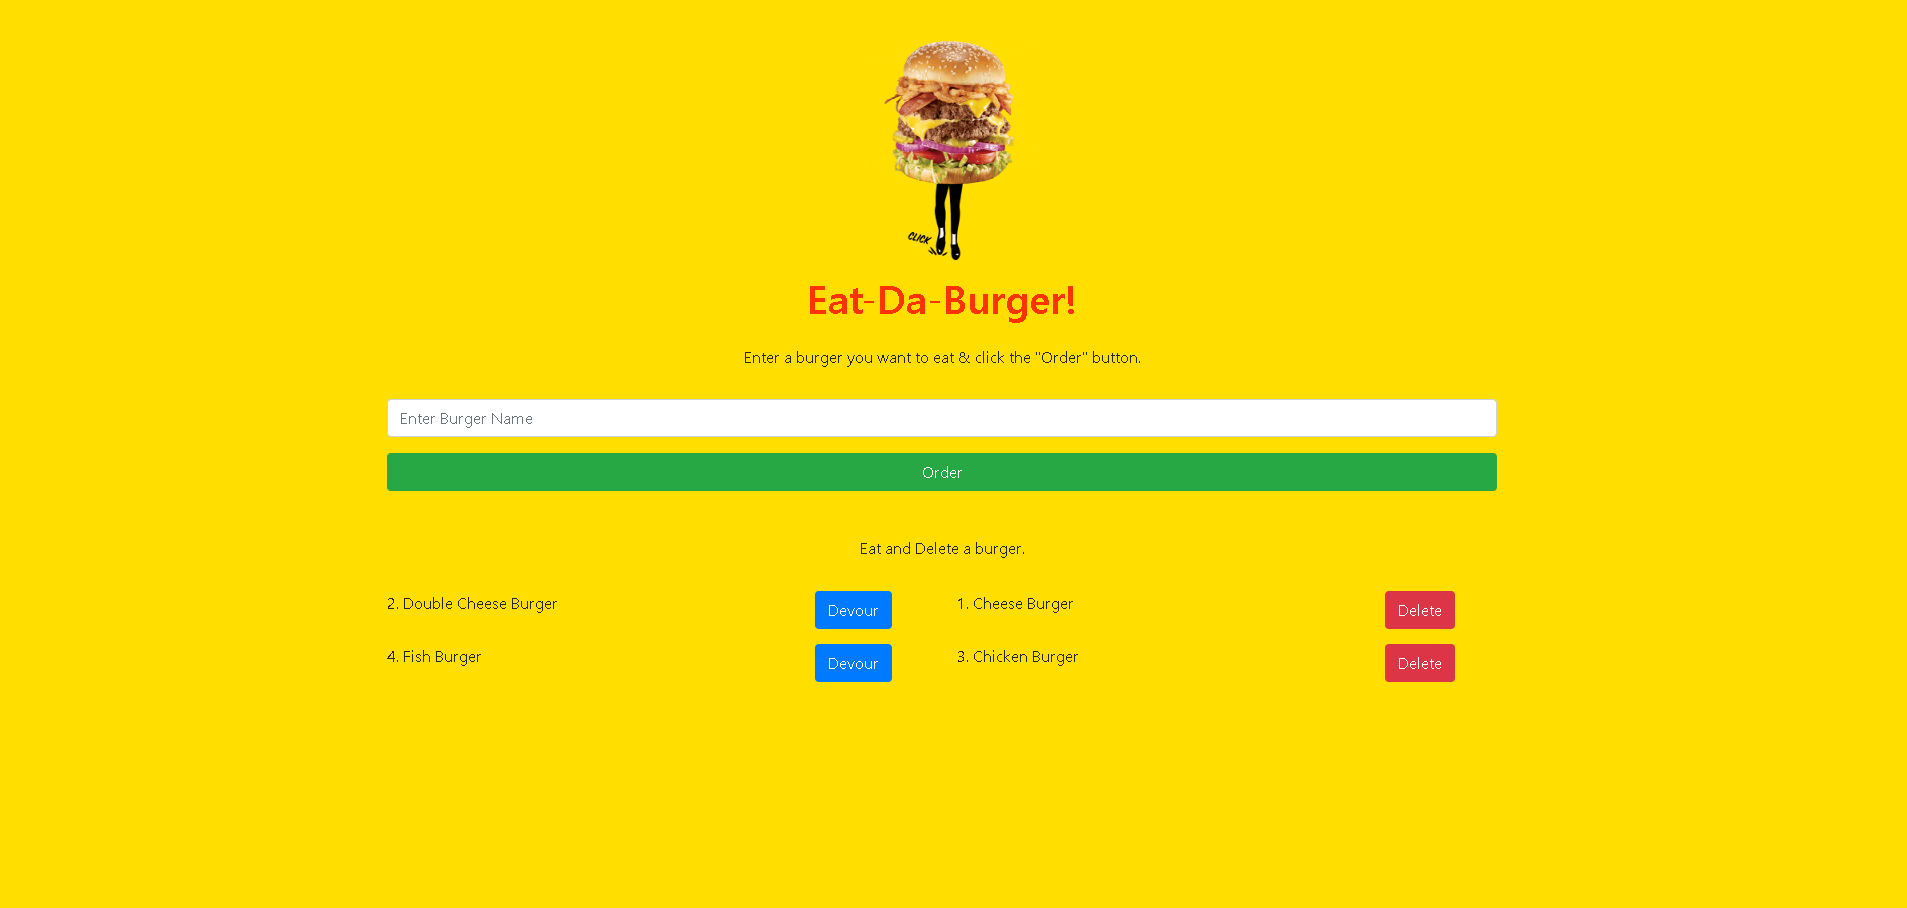 CLICK
Eat-Da-Burger!
Enter a burger you want to eat & click the "Order" button.
Enter Burger Name
Order
Eat and Delete a burger.
2. Double Cheese Burger Devour 1. Cheese Burger Delete
4. Fish Burger Devour 3. Chicken Burger Delete